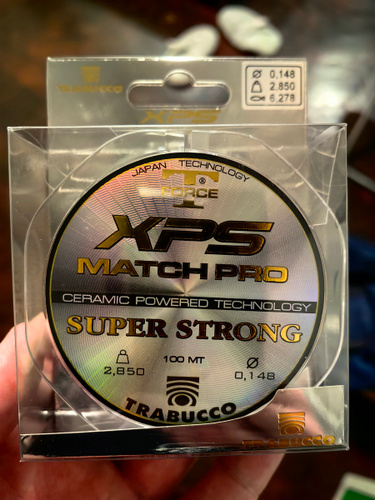 TRABUCCO
XPS
Ø 0,148
2,850
6,278
JAPAN TECHNOLOGY
T FORCE ®
XPS
MATCH PRO
CERAMIC POWERED TECHNOLOGY
SUPER STRONG
100 MT
2,850
Ø
0,148
TRABUCCO
TRABUCCO